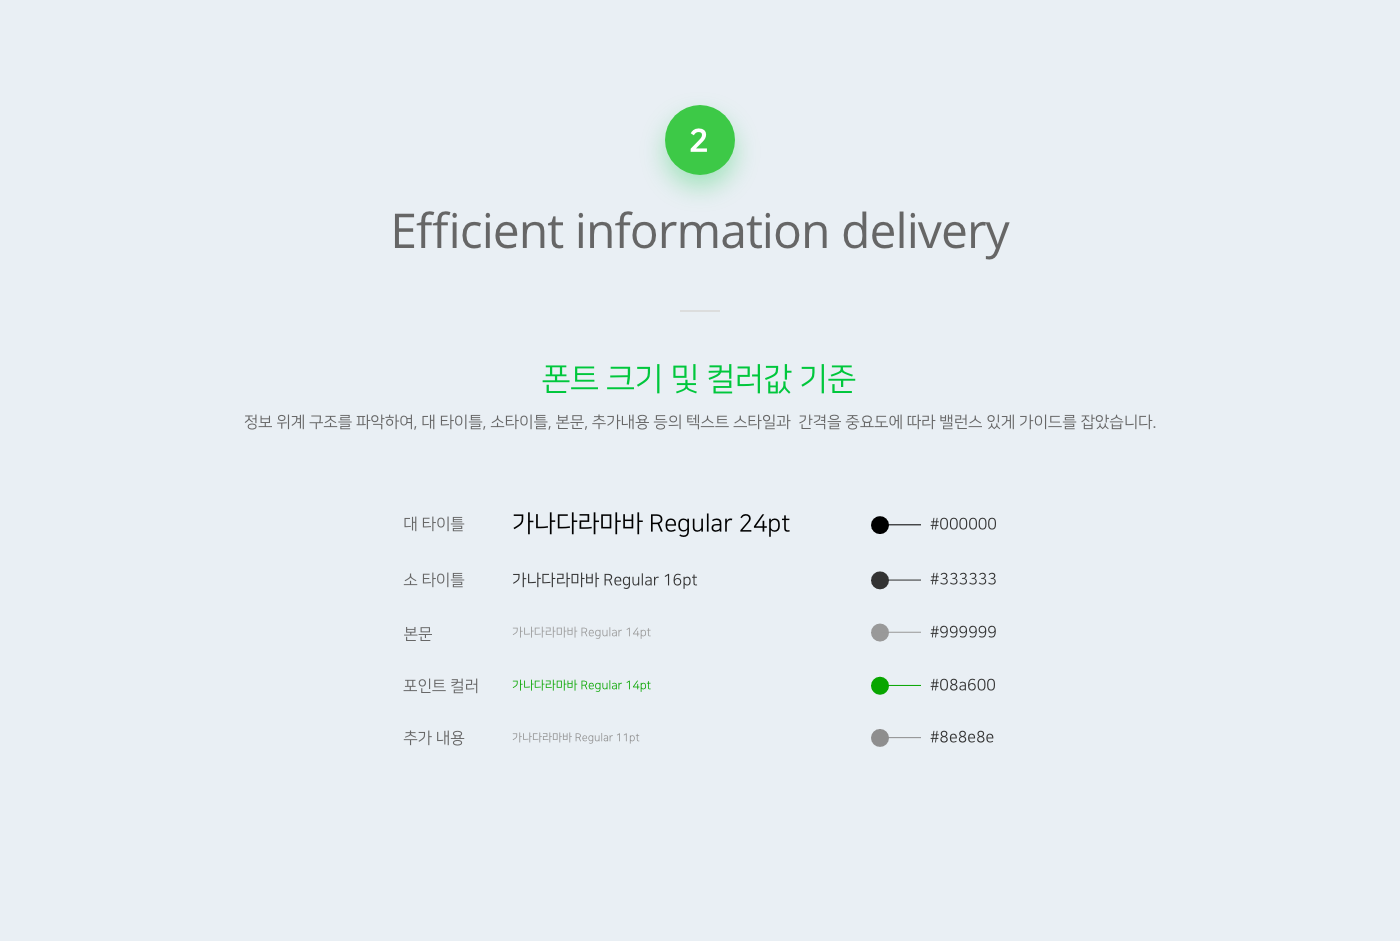 2
Efficient information delivery
폰트 크기 및 컬러값 기준
정보 위계 구조를 파악하여, 대 타이틀, 소타이틀, 본문, 추가내용 등의 텍스트 스타일과 간격을 중요도에 따라 밸런스 있게 가이드를 잡았습니다.
대 타이틀 가나다라마바 Regular 24pt #000000
소 타이틀 가나다라마바 Regular 16pt #333333
본문 가나다라마바 Regular 14pt #999999
포인트 컬러 가나다라마바 Regular 14pt #08a600
추가 내용 가나다라마바 Regular 11pt #8e8e8e